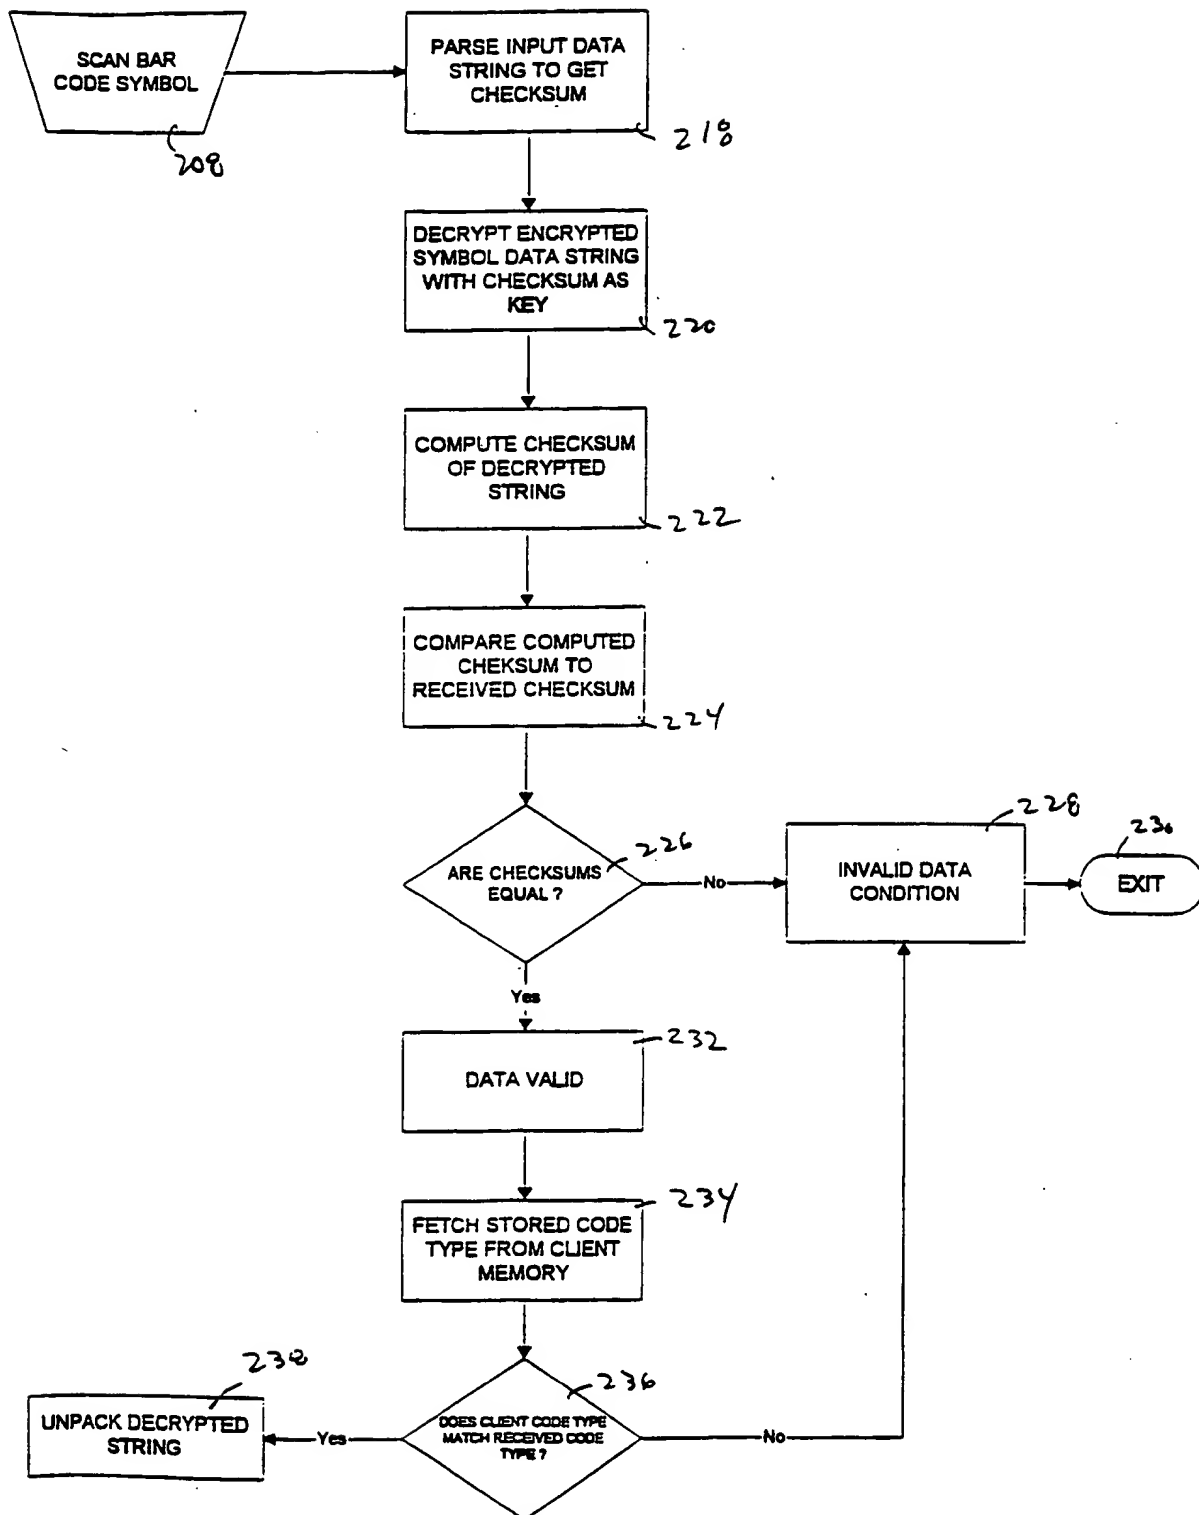 SCAN BAR
CODE SYMBOL
208
PARSE INPUT DATA
STRING TO GET
CHECKSUM
218
DECRYPT ENCRYPTED
SYMBOL DATA STRING
WITH CHECKSUM AS
KEY
220
COMPUTE CHECKSUM
OF DECRYPTED
STRING
222
COMPARE COMPUTED
CHEKSUM TO
RECEIVED CHECKSUM
224
ARE CHECKSUMS
EQUAL ?
226
No
INVALID DATA
CONDITION
228
EXIT
230
Yes
DATA VALID
232
FETCH STORED CODE
TYPE FROM CLIENT
MEMORY
234
DOES CLIENT CODE TYPE
MATCH RECEIVED CODE
TYPE ?
236
No
Yes
UNPACK DECRYPTED
STRING
238